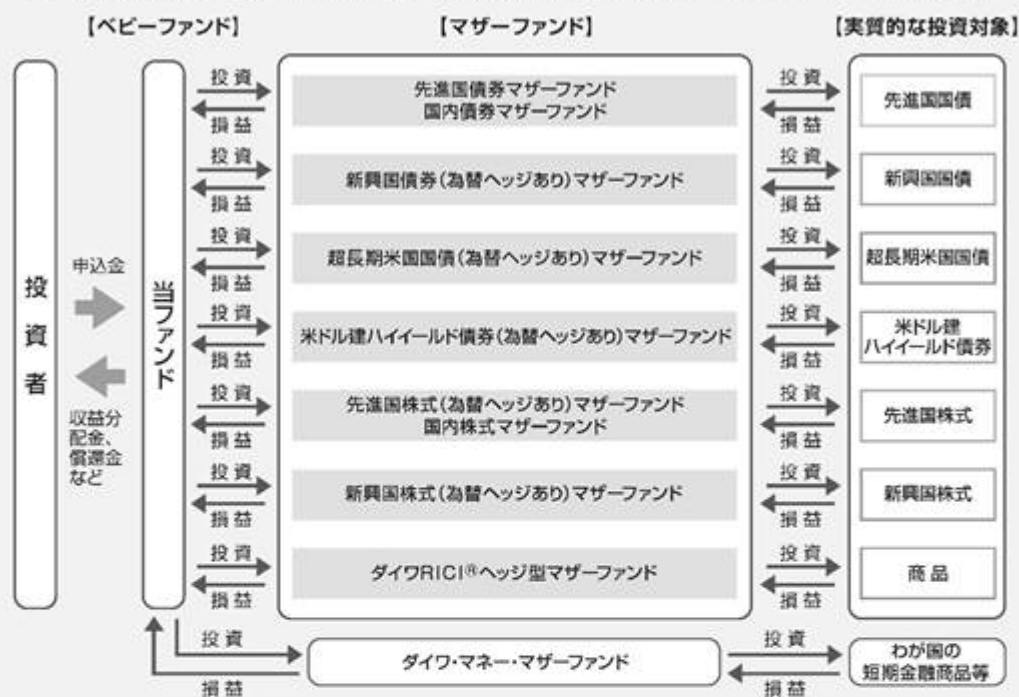 【ベビーファンド】
【マザーファンド】
【実質的な投資対象】
投資者
申込金
収益分
配金、
償還金
など
当ファンド
投資
損益
先進国債券マザーファンド
国内債券マザーファンド
投資
損益
先進国国債
投資
損益
新興国債券(為替ヘッジあり)マザーファンド
投資
損益
新興国国債
投資
損益
超長期米国国債(為替ヘッジあり)マザーファンド
投資
損益
超長期米国国債
投資
損益
米ドル建ハイイールド債券(為替ヘッジあり)マザーファンド
投資
損益
米ドル建
ハイイールド債券
投資
損益
先進国株式(為替ヘッジあり)マザーファンド
国内株式マザーファンド
投資
損益
先進国株式
投資
損益
新興国株式(為替ヘッジあり)マザーファンド
投資
損益
新興国株式
投資
損益
ダイワRICI®ヘッジ型マザーファンド
投資
損益
商品
投資
損益
ダイワ・マネー・マザーファンド
投資
損益
わが国の
短期金融商品等